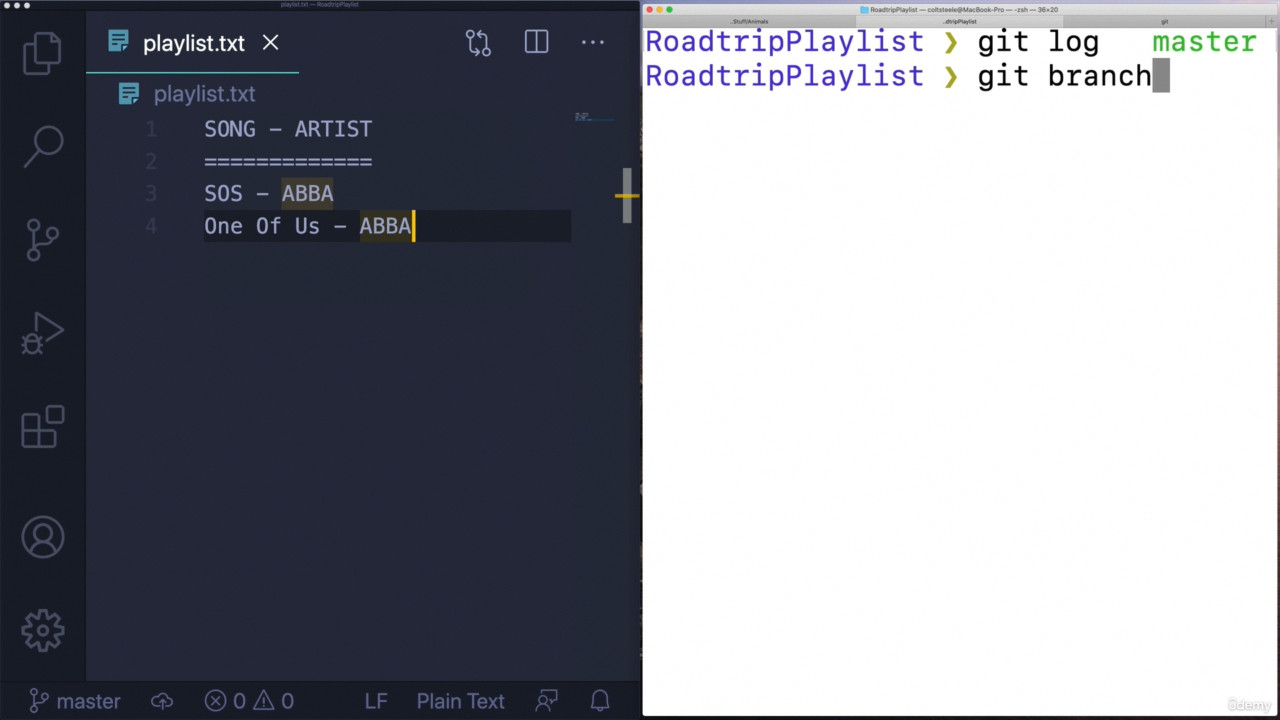 playlist.txt — RoadtripPlaylist
playlist.txt
playlist.txt
1 SONG - ARTIST
2 =============
3 SOS - ABBA
4 One Of Us - ABBA
master 0 0 LF Plain Text
RoadtripPlaylist — coltsteele@MacBook-Pro — -zsh — 36×20
..Stuff/Animals ..dtripPlaylist git +
RoadtripPlaylist ❯ git log master
RoadtripPlaylist ❯ git branch
ûdemy